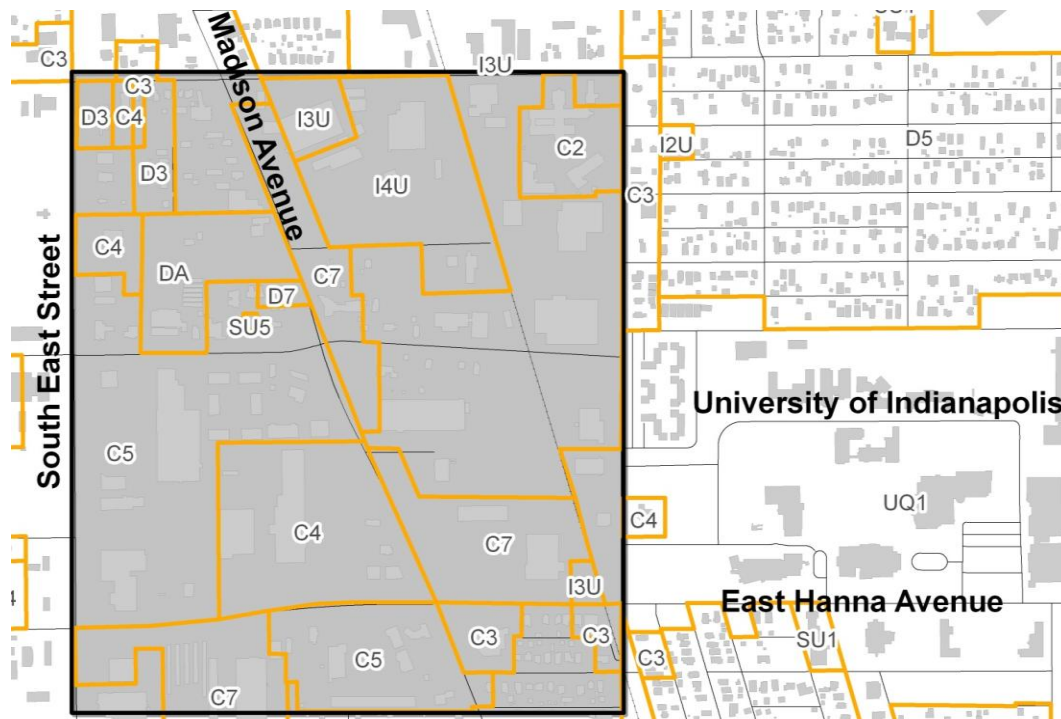 C3
C3
I3U
Madison Avenue
D3
C4
I3U
C2
I2U
D5
D3
I4U
C3
C4
DA
C7
D7
SU5
South East Street
University of Indianapolis
C5
UQ1
C4
C4
C7
I3U
East Hanna Avenue
C3
C3
C3
SU1
C5
C7